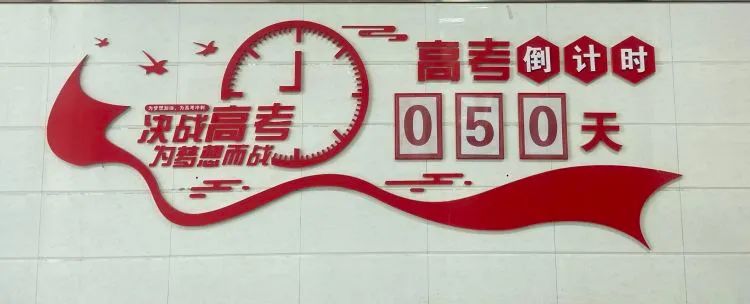 为梦想加油，为高考冲刺
决战高考
为梦想而战
高考倒计时
050天